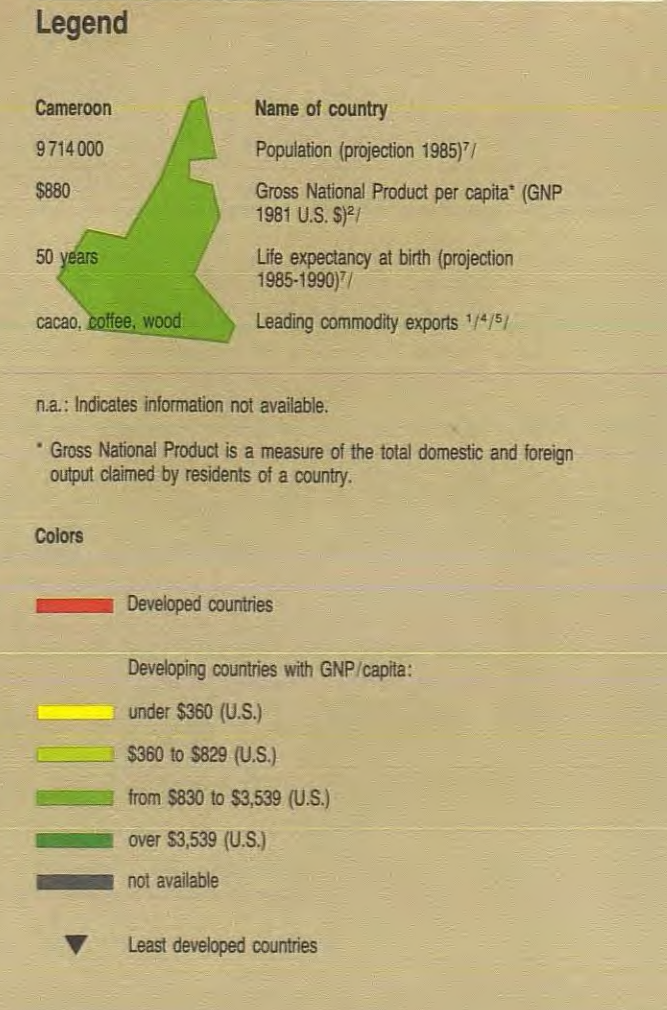 Legend
Cameroon
Name of country
9 714 000
Population (projection 1985)⁷/
$880
Gross National Product per capita* (GNP
1981 U.S. $)²/
50 years
Life expectancy at birth (projection
1985-1990)⁷/
cacao, coffee, wood
Leading commodity exports ¹/⁴/⁵/
n.a.: Indicates information not available.
* Gross National Product is a measure of the total domestic and foreign
output claimed by residents of a country.
Colors
Developed countries
Developing countries with GNP/capita:
under $360 (U.S.)
$360 to $829 (U.S.)
from $830 to $3,539 (U.S.)
over $3,539 (U.S.)
not available
Least developed countries